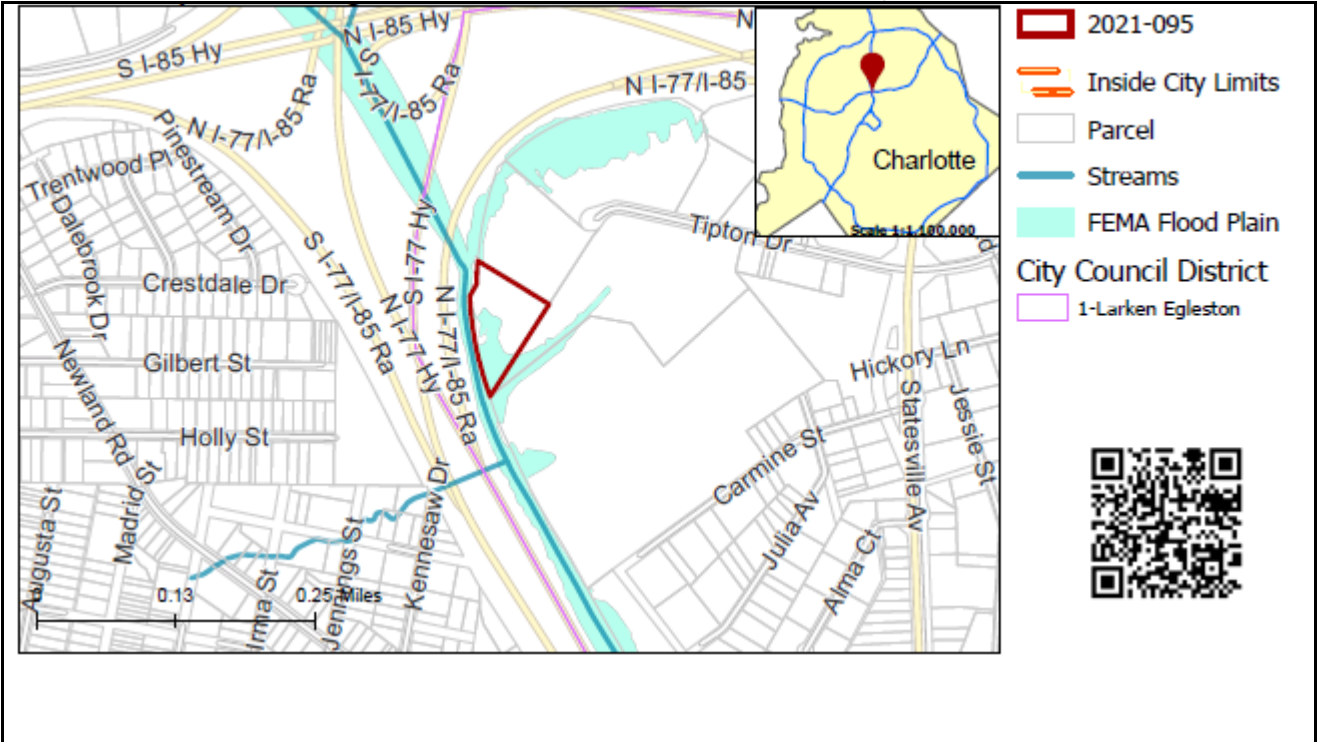 N I-85 Hy
N
S I-85 Hy
S I-77/I-85 Ra
N I-77/I-85
N I-77/I-85 Ra
Pinestream Dr
Trentwood Pl
Dalebrook Dr
Crestdale Dr
S I-77/I-85 Ra
S I-77 Hy
N I-77 Hy
N I-77/I-85 Ra
Tipton Dr
Gilbert St
Newland Rd
Holly St
Hickory Ln
Statesville Av
Jessie St
Carmine St
Julia Av
Alma Ct
Madrid St
Augusta St
Irma St
Jennings St
Kennesaw Dr
0.13
0.25 Miles
Charlotte
Scale 1:1,100,000
2021-095
Inside City Limits
Parcel
Streams
FEMA Flood Plain
City Council District
1-Larken Egleston